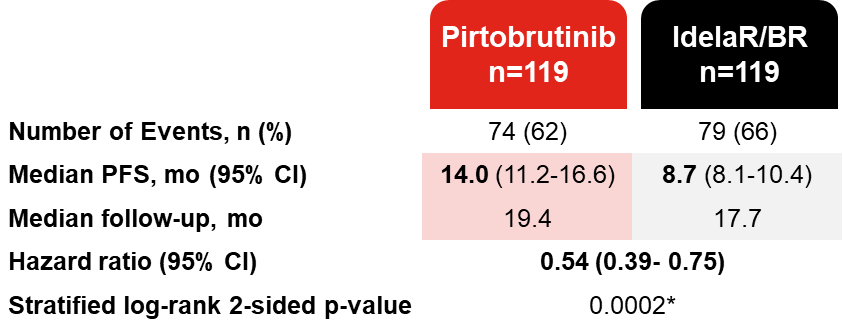 Pirtobrutinib IdelaR/BR
n=119 n=119
Number of Events, n (%) 74 (62) 79 (66)
Median PFS, mo (95% CI) 14.0 (11.2-16.6) 8.7 (8.1-10.4)
Median follow-up, mo 19.4 17.7
Hazard ratio (95% CI) 0.54 (0.39- 0.75)
Stratified log-rank 2-sided p-value 0.0002*